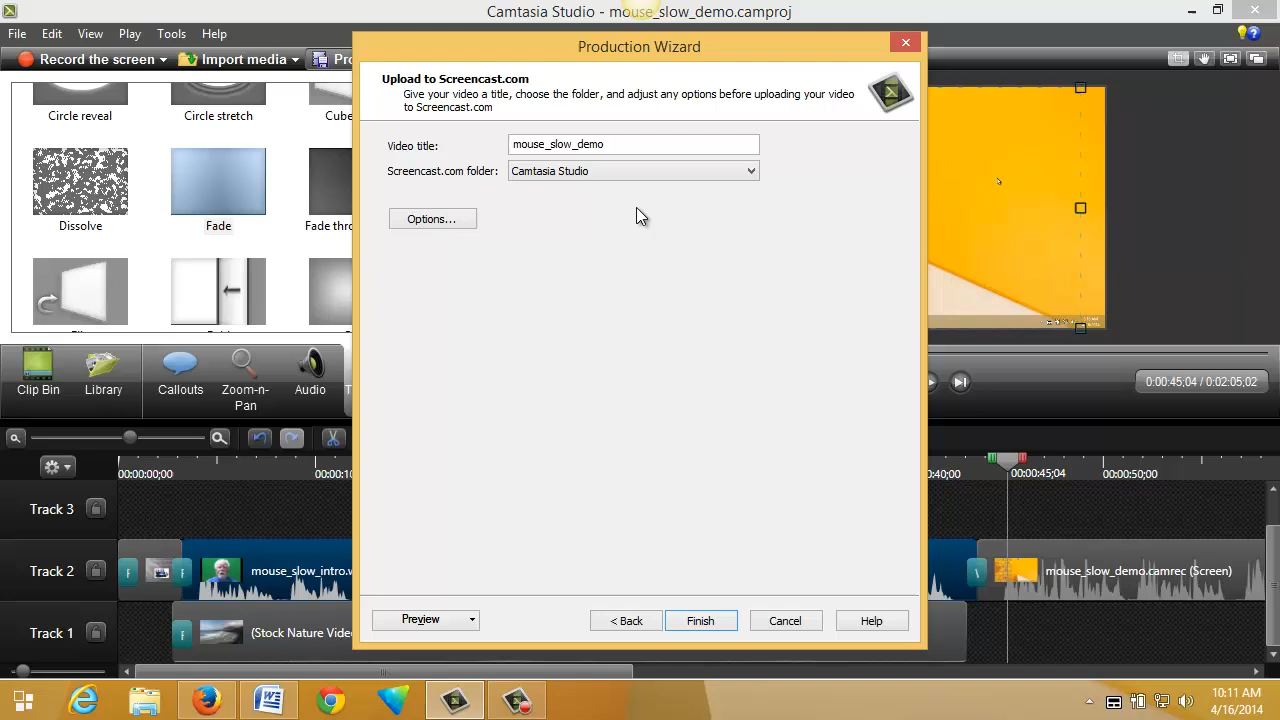 Camtasia Studio - mouse_slow_demo.camproj
File Edit View Play Tools Help
Record the screen Import media
Production Wizard
Upload to Screencast.com
Give your video a title, choose the folder, and adjust any options before uploading your video
to Screencast.com
Video title: mouse_slow_demo
Screencast.com folder: Camtasia Studio
Options...
Circle reveal Circle stretch
Dissolve Fade Fade
Clip Bin Library Callouts Zoom-n-
Pan Audio
0:00:45;04 / 0:02:05;02
00:00:00;00 00:00:45;04 00:00:50;00
Track 3
Track 2 mouse_slow_demo.camrec (Screen)
Track 1 (Stock Nature
Preview < Back Finish Cancel Help
10:11 AM
4/16/2014